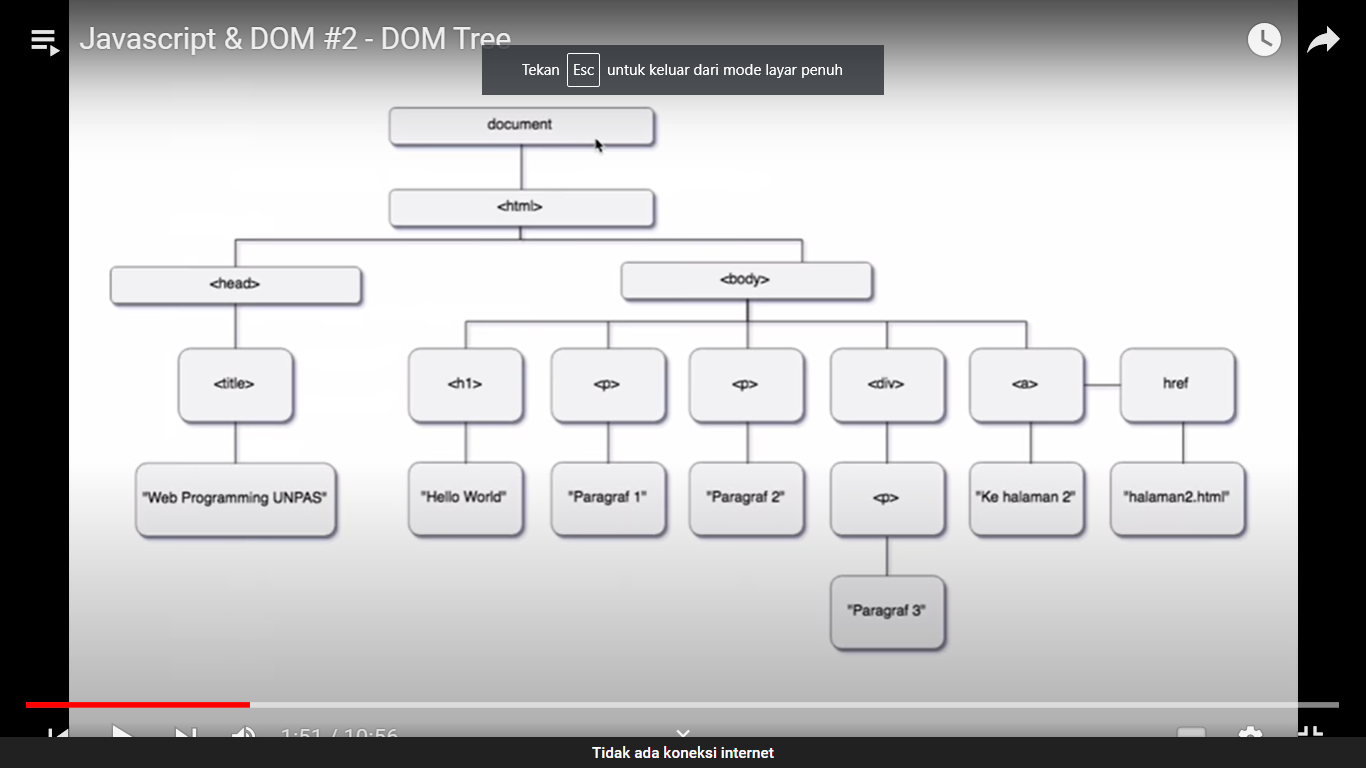 Javascript & DOM #2 - DOM Tree
Tekan Esc untuk keluar dari mode layar penuh
document
<html>
<head>
<body>
<title>
<h1>
<p>
<p>
<div>
<a>
href
"Web Programming UNPAS"
"Hello World"
"Paragraf 1"
"Paragraf 2"
<p>
"Ke halaman 2"
"halaman2.html"
"Paragraf 3"
1:51 / 10:56
Tidak ada koneksi internet